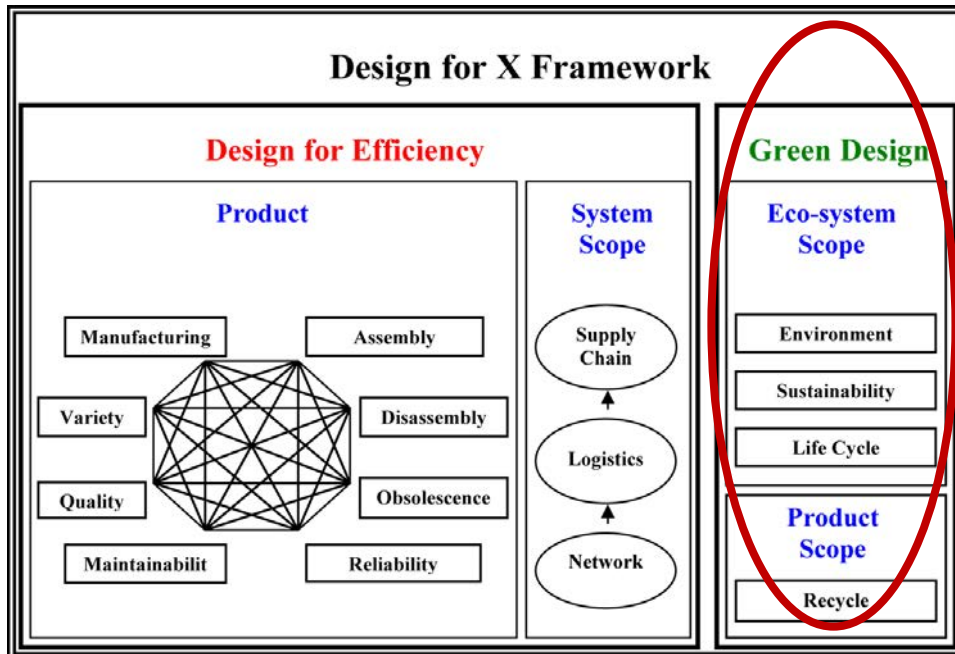 Design for X Framework
Design for Efficiency
Product
Manufacturing
Assembly
Variety
Disassembly
Quality
Obsolescence
Maintainabilit
Reliability
System
Scope
Supply
Chain
Logistics
Network
Green Design
Eco-system
Scope
Environment
Sustainability
Life Cycle
Product
Scope
Recycle